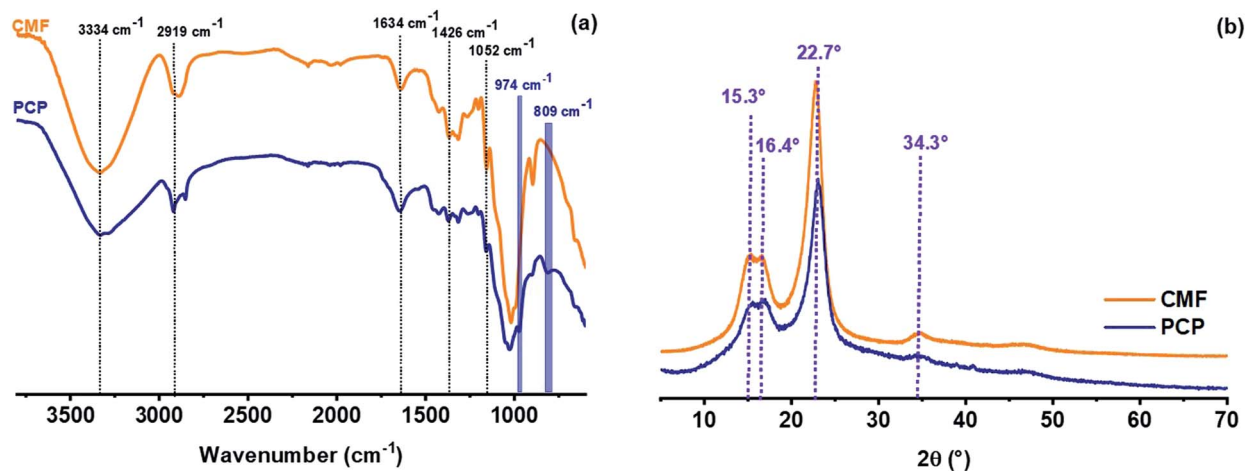 (a)
CMF
PCP
3334 cm-1
2919 cm-1
1634 cm-1
1426 cm-1
1052 cm-1
974 cm-1
809 cm-1
3500 3000 2500 2000 1500 1000
Wavenumber (cm-1)
(b)
22.7°
15.3°
16.4°
34.3°
CMF
PCP
10 20 30 40 50 60 70
2θ (°)